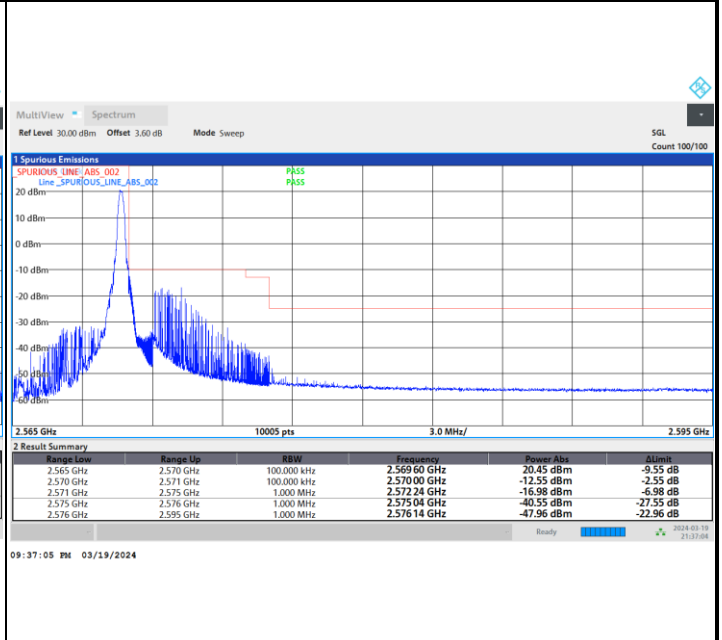 MultiView Spectrum
Ref Level 30.00 dBm Offset 3.60 dB Mode Sweep SGL
Count 100/100
1 Spurious Emissions
SPURIOUS_LINE_ABS_002 PASS
Line _SPURIOUS_LINE_ABS_002 PASS
20 dBm
10 dBm
0 dBm
-10 dBm
-20 dBm
-30 dBm
-40 dBm
-50 dBm
-60 dBm
2.565 GHz 10005 pts 3.0 MHz/ 2.595 GHz
2 Result Summary
Range Low Range Up RBW Frequency Power Abs ΔLimit
2.565 GHz 2.570 GHz 100.000 kHz 2.569 60 GHz 20.45 dBm -9.55 dB
2.570 GHz 2.571 GHz 100.000 kHz 2.570 00 GHz -12.55 dBm -2.55 dB
2.571 GHz 2.575 GHz 1.000 MHz 2.572 24 GHz -16.98 dBm -6.98 dB
2.575 GHz 2.576 GHz 1.000 MHz 2.575 04 GHz -40.55 dBm -27.55 dB
2.576 GHz 2.595 GHz 1.000 MHz 2.576 14 GHz -47.96 dBm -22.96 dB
Ready 2024-03-19
21:37:04
09:37:05 PM 03/19/2024